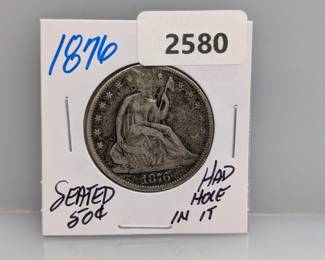 1876
2580
1876
SEATED
50¢
HAD
HOLE
IN IT